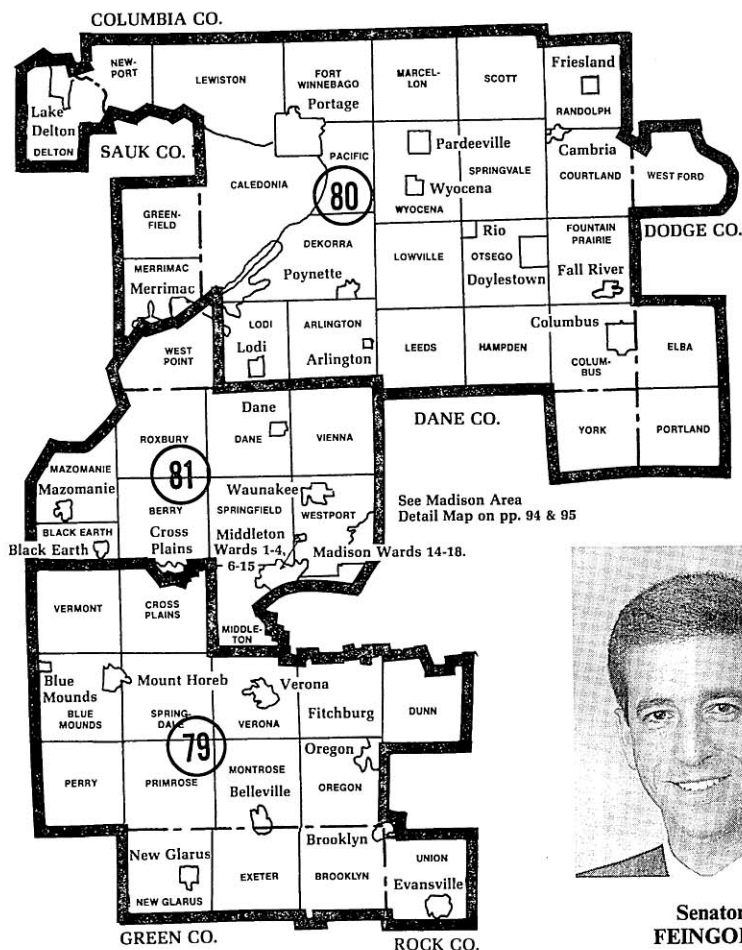 COLUMBIA CO.
NEW-
PORT
LEWISTON
FORT
WINNEBAGO
MARCEL-
LON
SCOTT
Friesland
RANDOLPH
Lake
Delton
DELTON
Portage
SAUK CO.
PACIFIC
Pardeeville
Cambria
CALEDONIA
80
Wyocena
WYOCENA
SPRINGVALE
COURTLAND
WEST FORD
GREEN-
FIELD
DODGE CO.
DEKORRA
LOWVILLE
Rio
OTSEGO
Doylestown
FOUNTAIN
PRAIRIE
Fall River
MERRIMAC
Merrimac
Poynette
WEST
POINT
LODI
Lodi
ARLINGTON
Arlington
LEEDS
HAMPDEN
Columbus
COLUM-
BUS
ELBA
ROXBURY
Dane
DANE
VIENNA
DANE CO.
YORK
PORTLAND
MAZOMANIE
Mazomanie
81
BERRY
SPRINGFIELD
Waunakee
WESTPORT
See Madison Area
Detail Map on pp. 94 & 95
BLACK EARTH
Black Earth
Cross
Plains
Middleton
Wards 1-4,
6-15
Madison Wards 14-18.
VERMONT
CROSS
PLAINS
MIDDLE-
TON
Blue
Mounds
BLUE
MOUNDS
Mount Horeb
SPRING-
DALE
Verona
VERONA
Fitchburg
DUNN
79
PERRY
PRIMROSE
MONTROSE
Belleville
Oregon
OREGON
New Glarus
NEW GLARUS
EXETER
Brooklyn
BROOKLYN
UNION
Evansville
GREEN CO.
ROCK CO.
Senator
FEINGOL